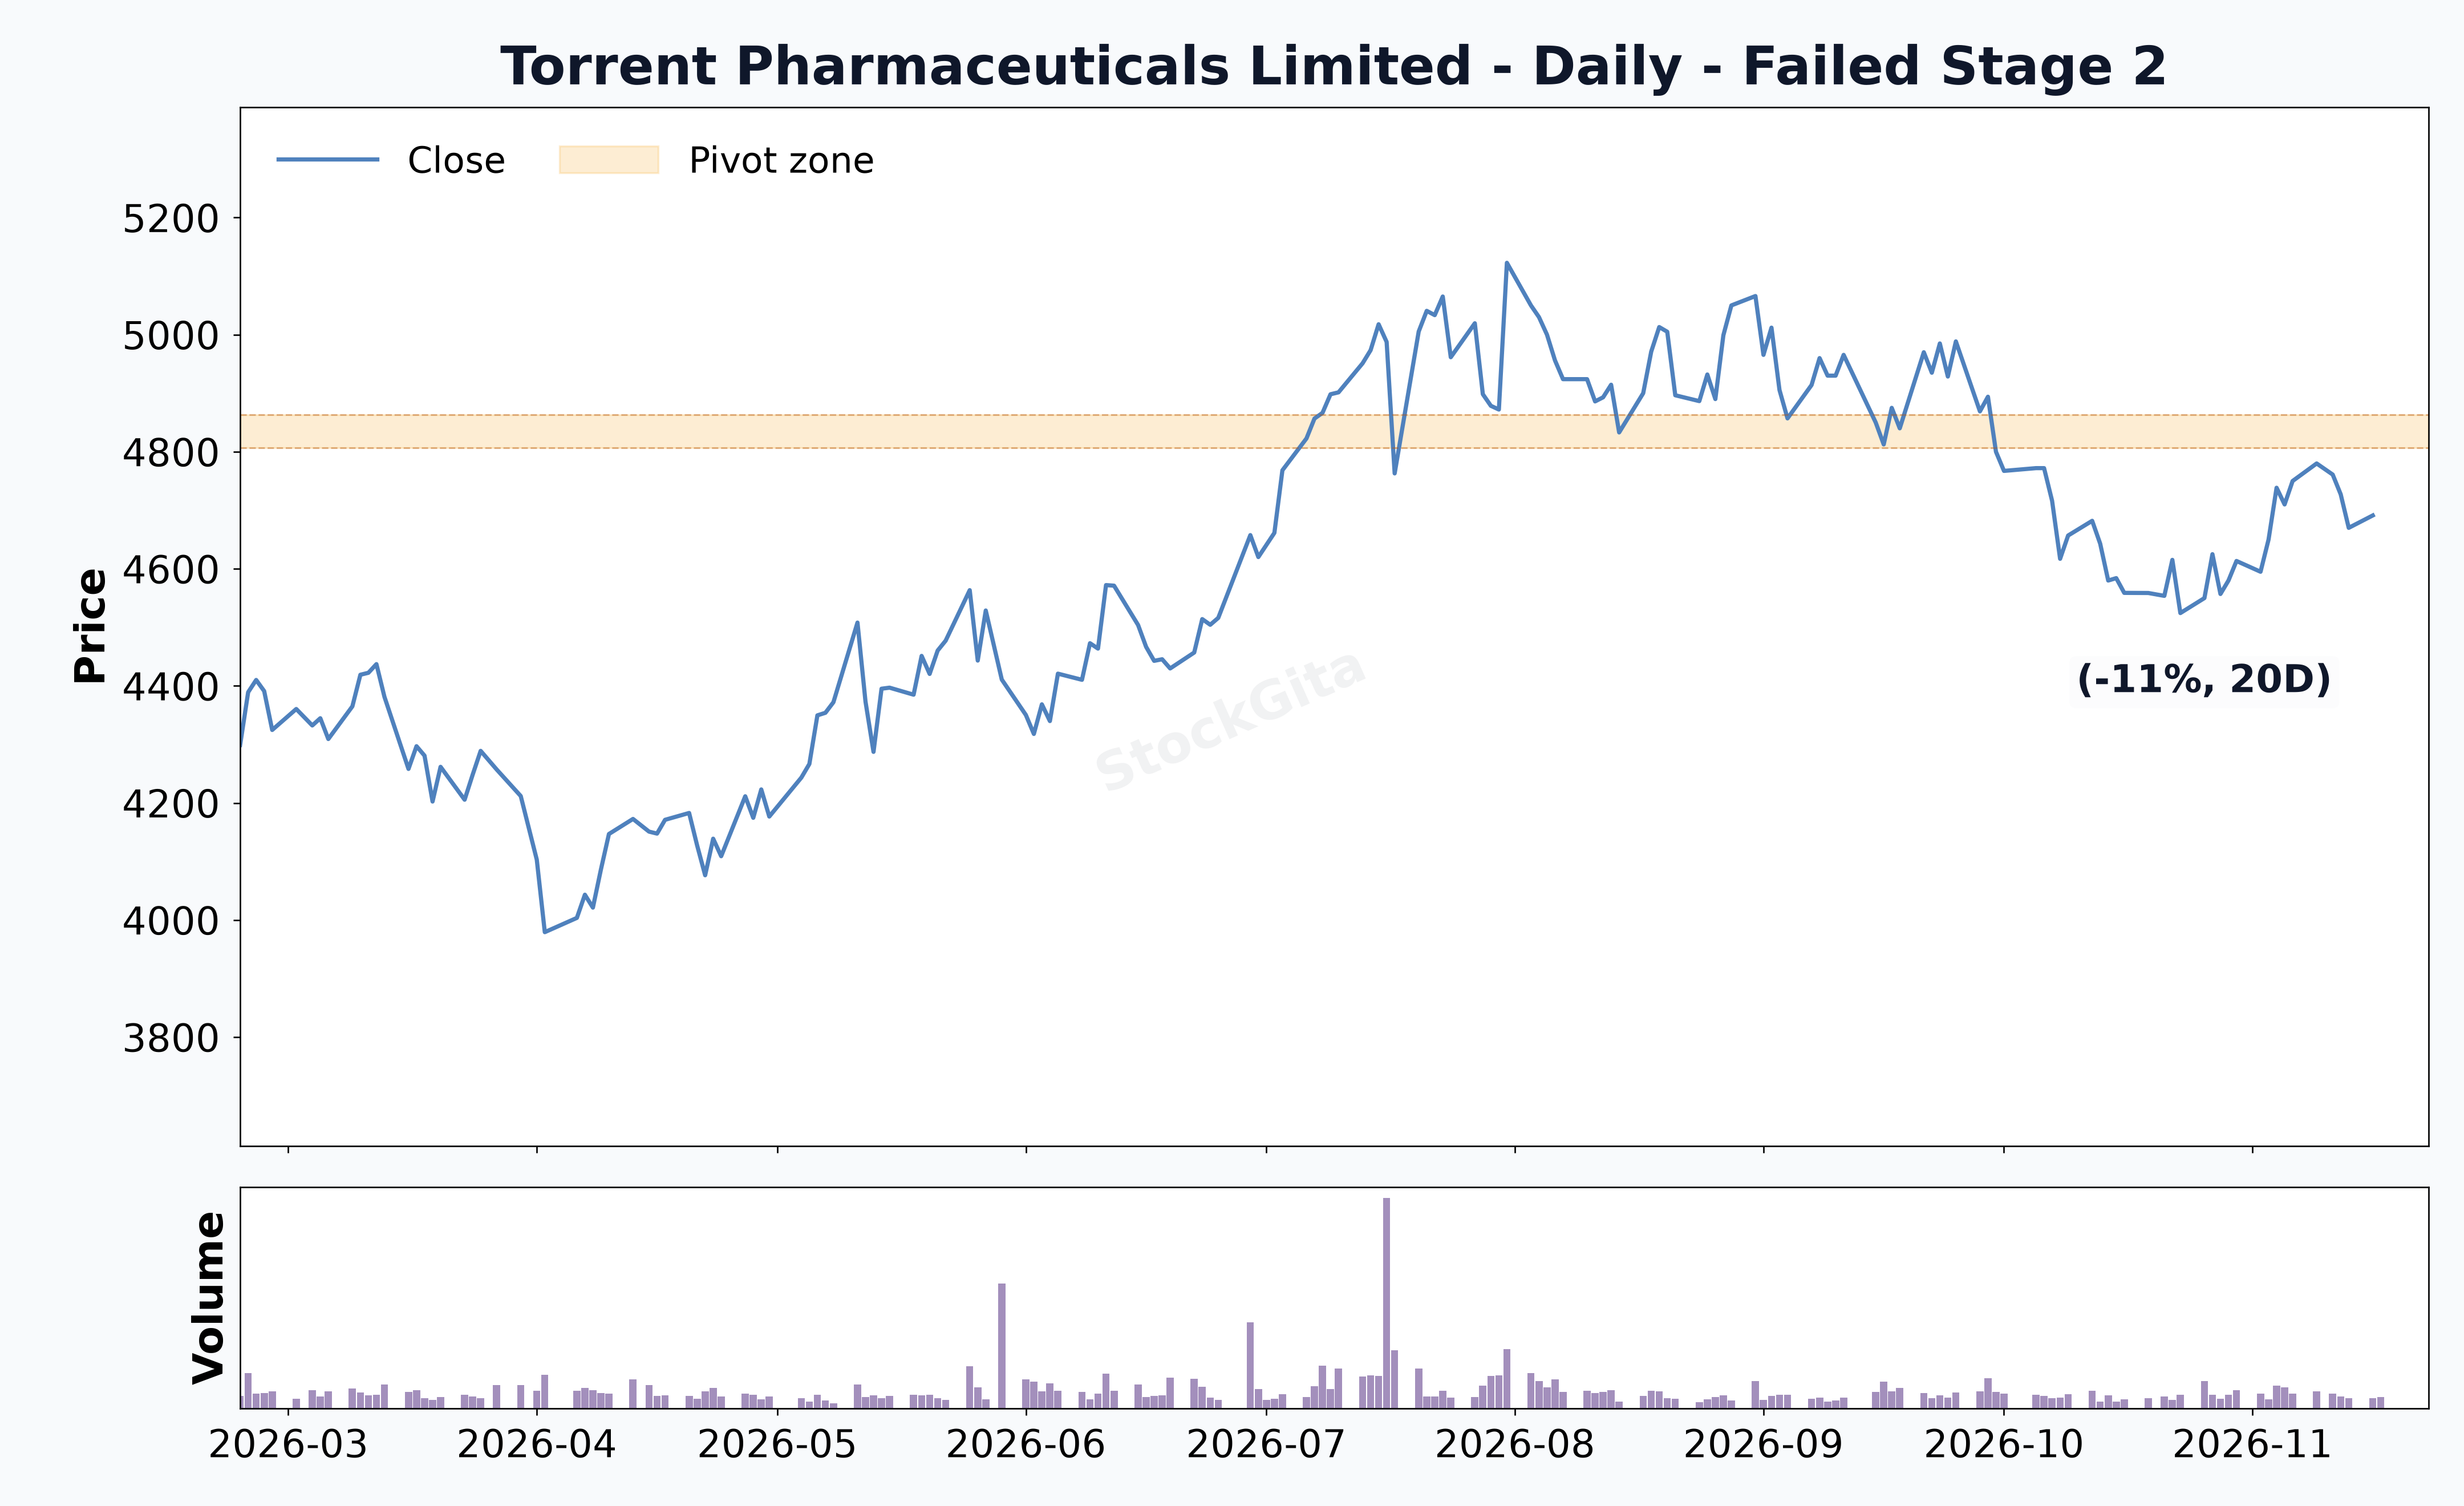 Torrent Pharmaceuticals Limited - Daily - Failed Stage 2
Close
Pivot zone
5200
5000
4800
4600
4400
4200
4000
3800
Price
StockGita
(-11%, 20D)
Volume
2026-03
2026-04
2026-05
2026-06
2026-07
2026-08
2026-09
2026-10
2026-11